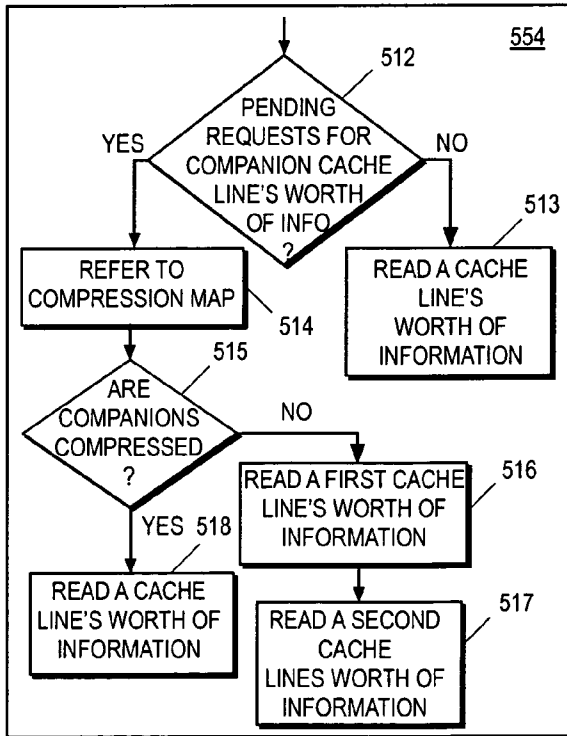 554
512
PENDING
REQUESTS FOR
COMPANION CACHE
LINE'S WORTH
OF INFO
?
YES
NO
513
READ A CACHE
LINE'S
WORTH OF
INFORMATION
REFER TO
COMPRESSION MAP
514
515
ARE
COMPANIONS
COMPRESSED
?
NO
YES
516
READ A FIRST CACHE
LINE'S WORTH OF
INFORMATION
518
READ A CACHE
LINE'S WORTH OF
INFORMATION
517
READ A SECOND
CACHE
LINES WORTH OF
INFORMATION